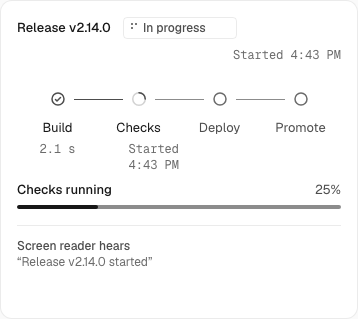 Release v2.14.0 In progress
Started 4:43 PM
Build Checks Deploy Promote
2.1 s Started
4:43 PM
Checks running 25%
Screen reader hears
“Release v2.14.0 started”